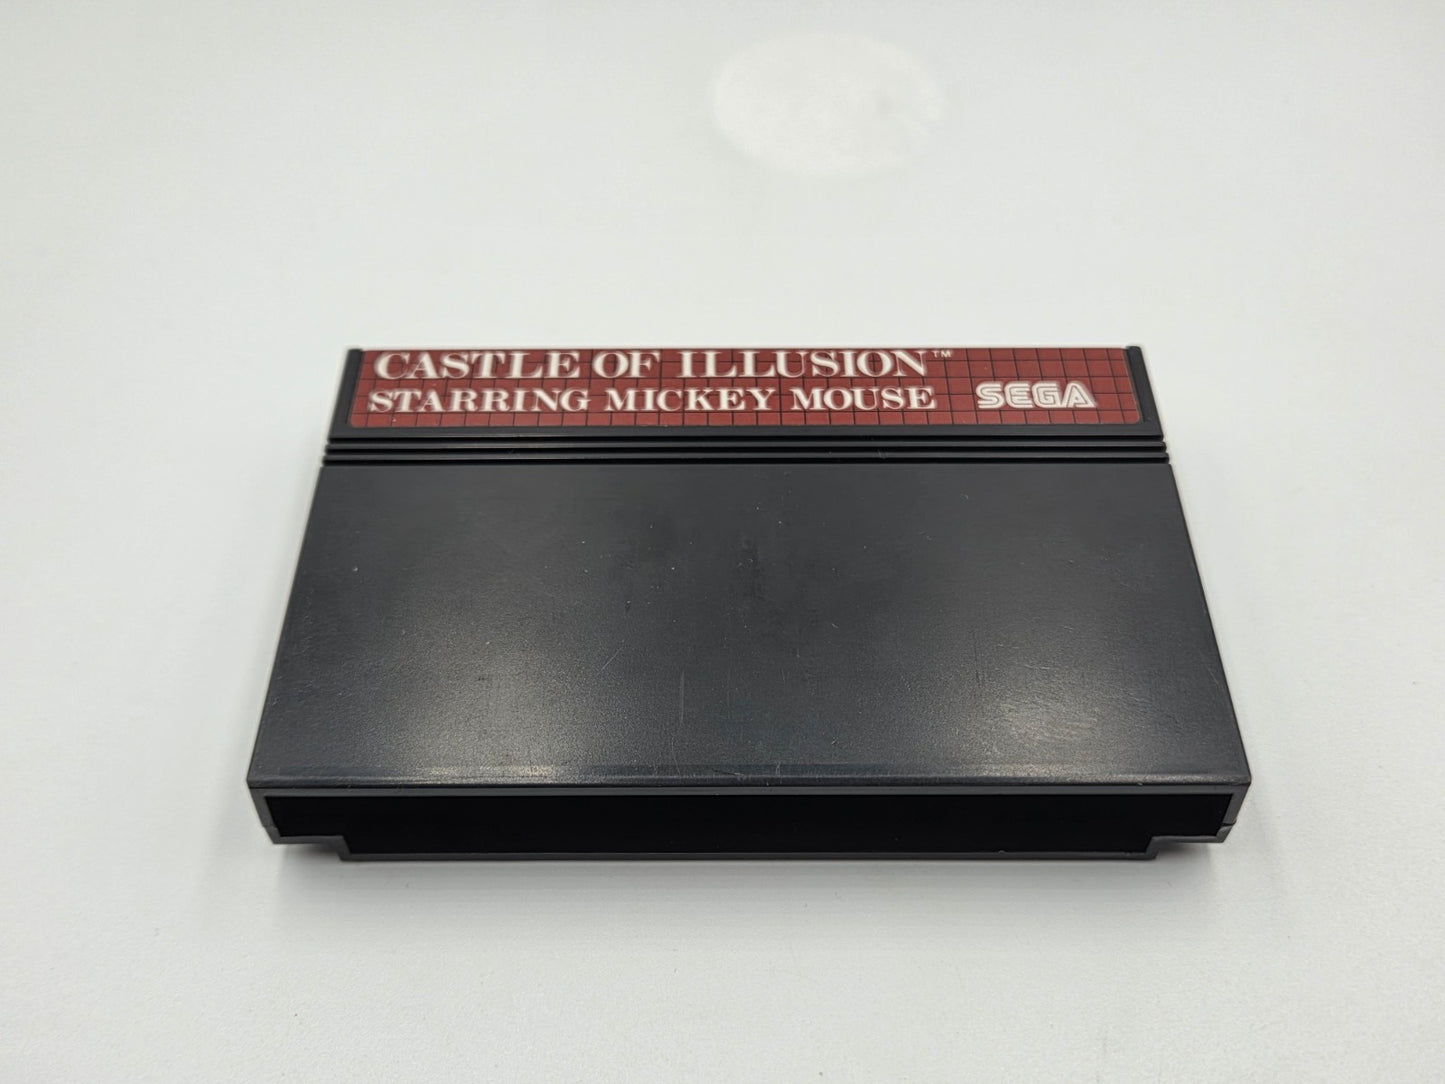 CASTLE OF ILLUSION™
STARRING MICKEY MOUSE SEGA